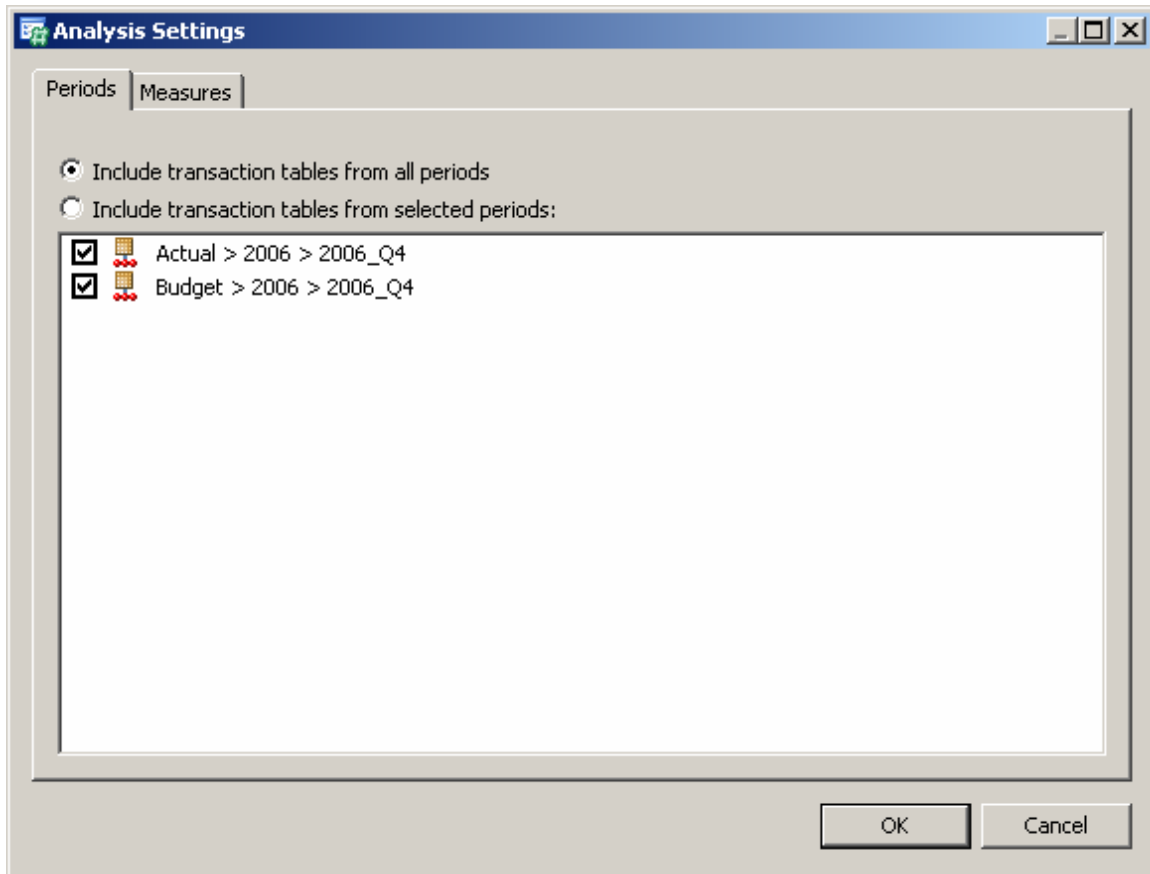 Analysis Settings
Periods Measures
Include transaction tables from all periods
Include transaction tables from selected periods:
Actual > 2006 > 2006_Q4
Budget > 2006 > 2006_Q4
OK Cancel